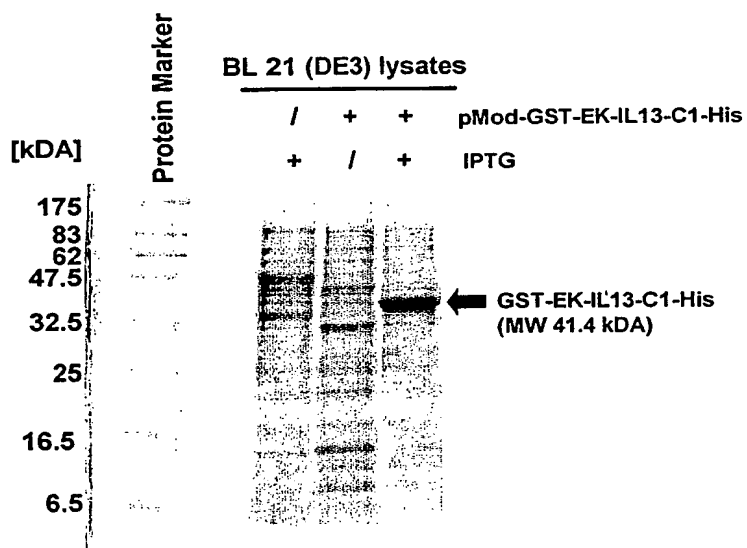 Protein Marker
BL 21 (DE3) lysates
/ + + pMod-GST-EK-IL13-C1-His
[kDA]
+ / + IPTG
175
83
62
47.5
GST-EK-IL13-C1-His
32.5
(MW 41.4 kDA)
25
16.5
6.5